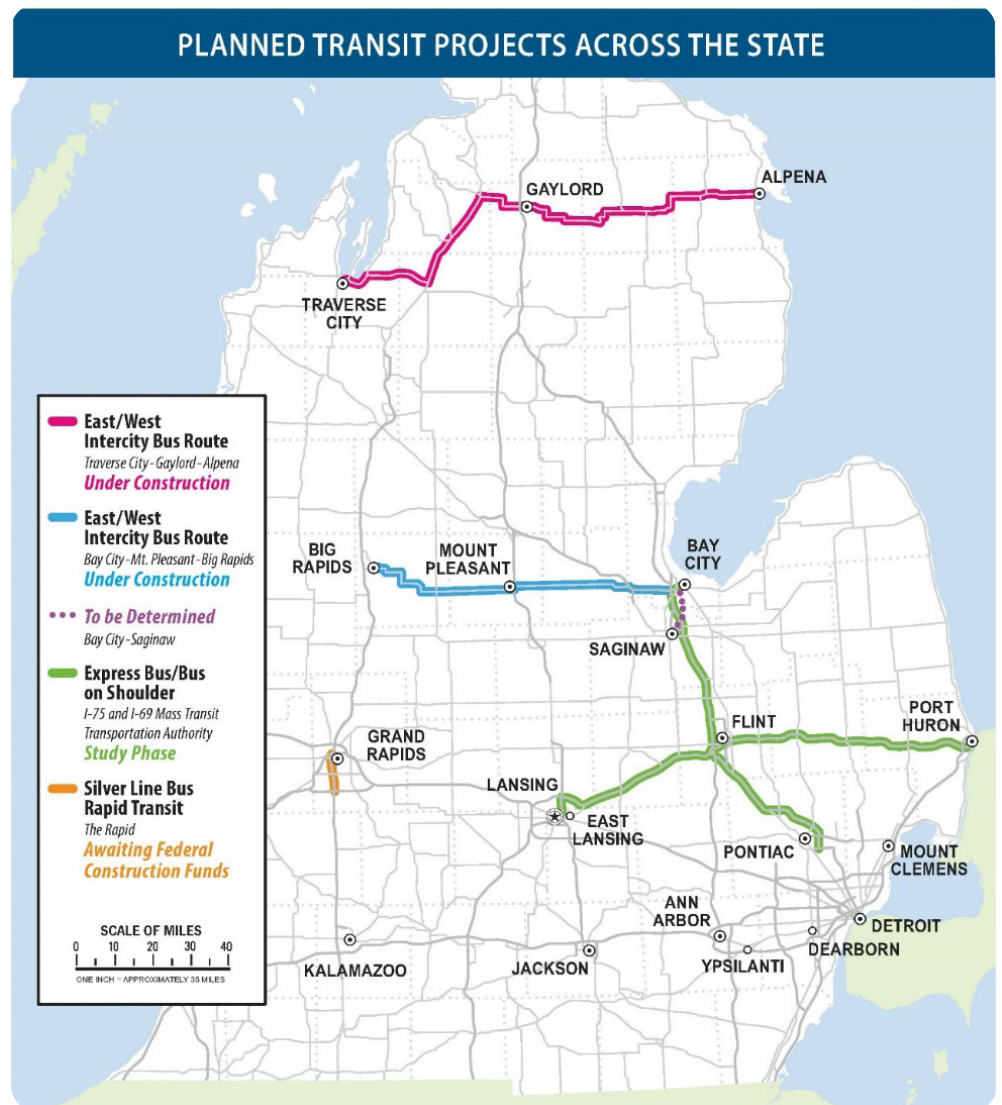 PLANNED TRANSIT PROJECTS ACROSS THE STATE
ALPENA
GAYLORD
TRAVERSE
CITY
East/West
Intercity Bus Route
Traverse City-Gaylord-Alpena
Under Construction
East/West
Intercity Bus Route
Bay City-Mt. Pleasant-Big Rapids
Under Construction
To be Determined
Bay City-Saginaw
Express Bus/Bus
on Shoulder
I-75 and I-69 Mass Transit
Transportation Authority
Study Phase
Silver Line Bus
Rapid Transit
The Rapid
Awaiting Federal
Construction Funds
SCALE OF MILES
0 10 20 30 40
ONE INCH = APPROXIMATELY 35 MILES
BIG
RAPIDS
MOUNT
PLEASANT
BAY
CITY
SAGINAW
FLINT
PORT
HURON
GRAND
RAPIDS
LANSING
EAST
LANSING
PONTIAC
MOUNT
CLEMENS
ANN
ARBOR
DETROIT
DEARBORN
YPSILANTI
JACKSON
KALAMAZOO